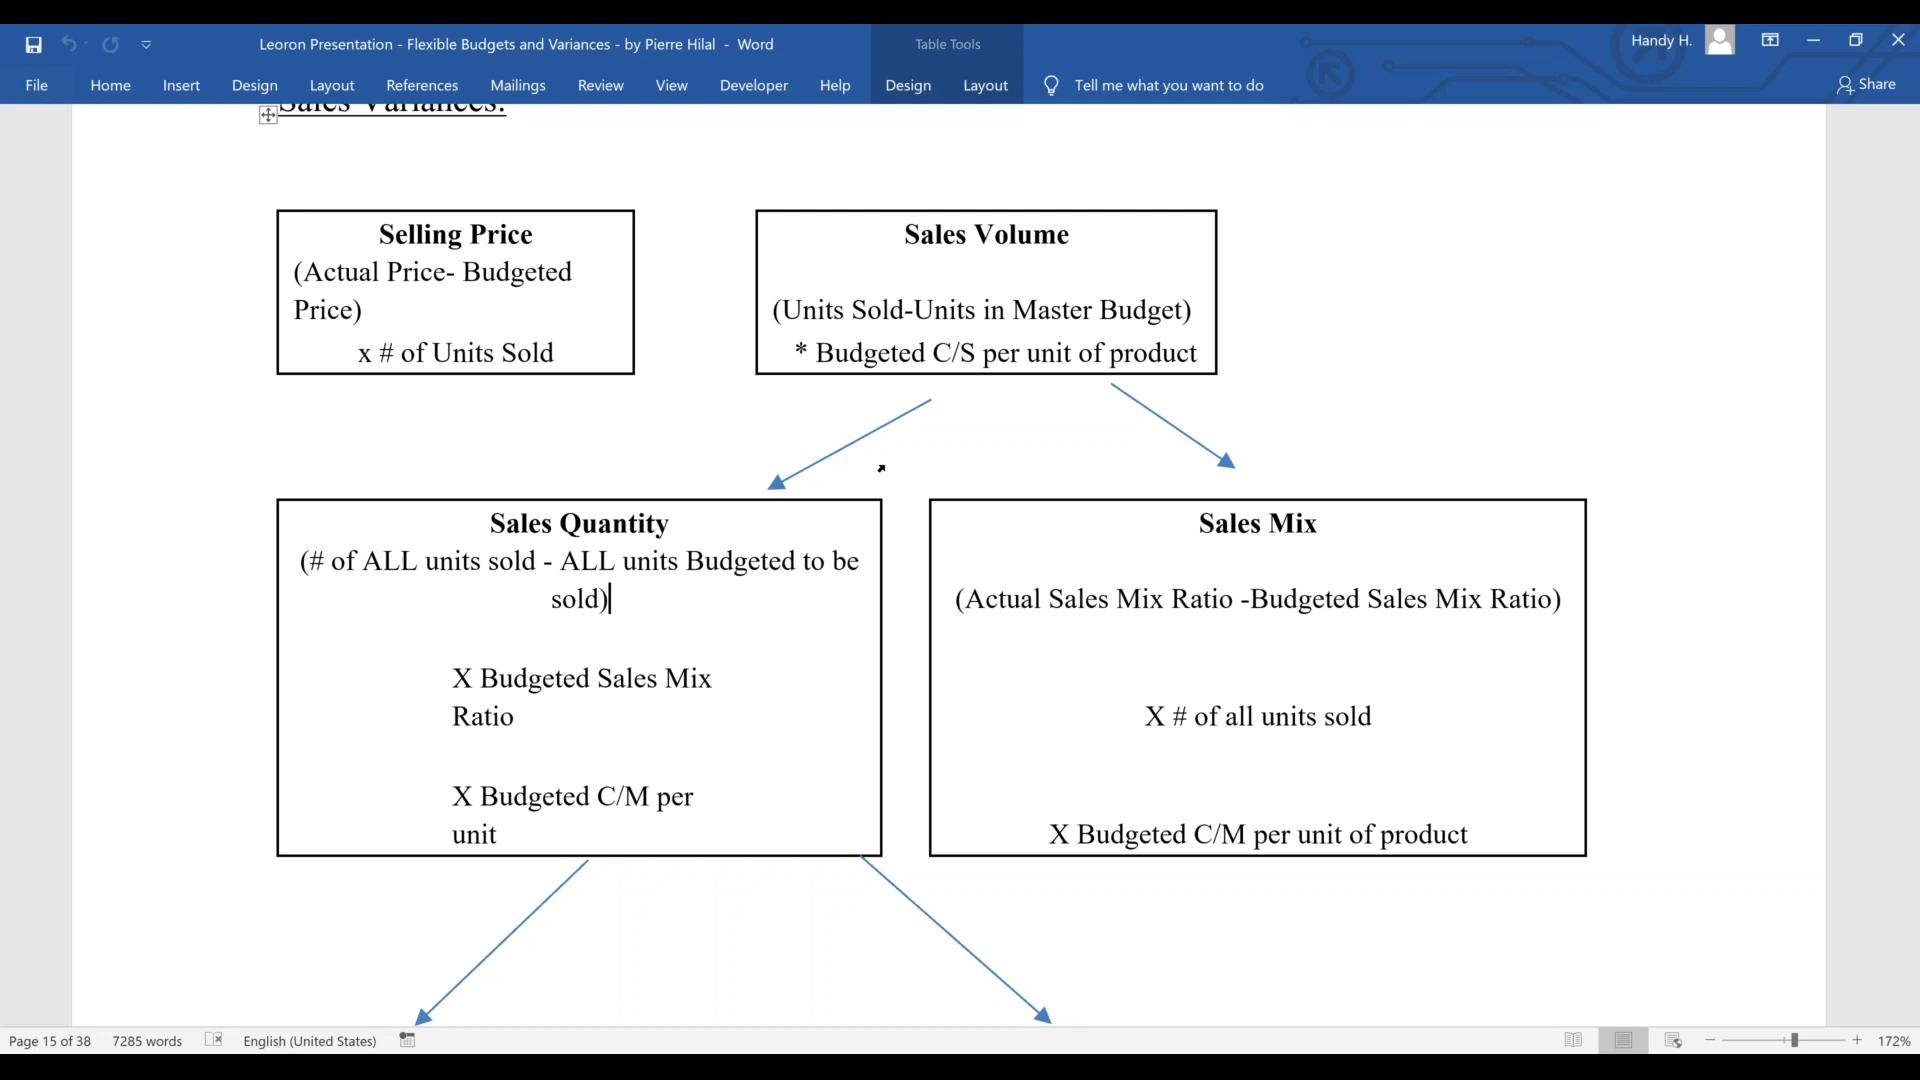 Leoron Presentation - Flexible Budgets and Variances - by Pierre Hilal - Word
Table Tools
Handy H.
File Home Insert Design Layout References Mailings Review View Developer Help Design Layout Tell me what you want to do Share
Sales Variances:
Selling Price
(Actual Price- Budgeted
Price)
x # of Units Sold
Sales Volume
(Units Sold-Units in Master Budget)
* Budgeted C/S per unit of product
Sales Quantity
(# of ALL units sold - ALL units Budgeted to be
sold)
X Budgeted Sales Mix
Ratio
X Budgeted C/M per
unit
Sales Mix
(Actual Sales Mix Ratio -Budgeted Sales Mix Ratio)
X # of all units sold
X Budgeted C/M per unit of product
Page 15 of 38 7285 words English (United States) 172%